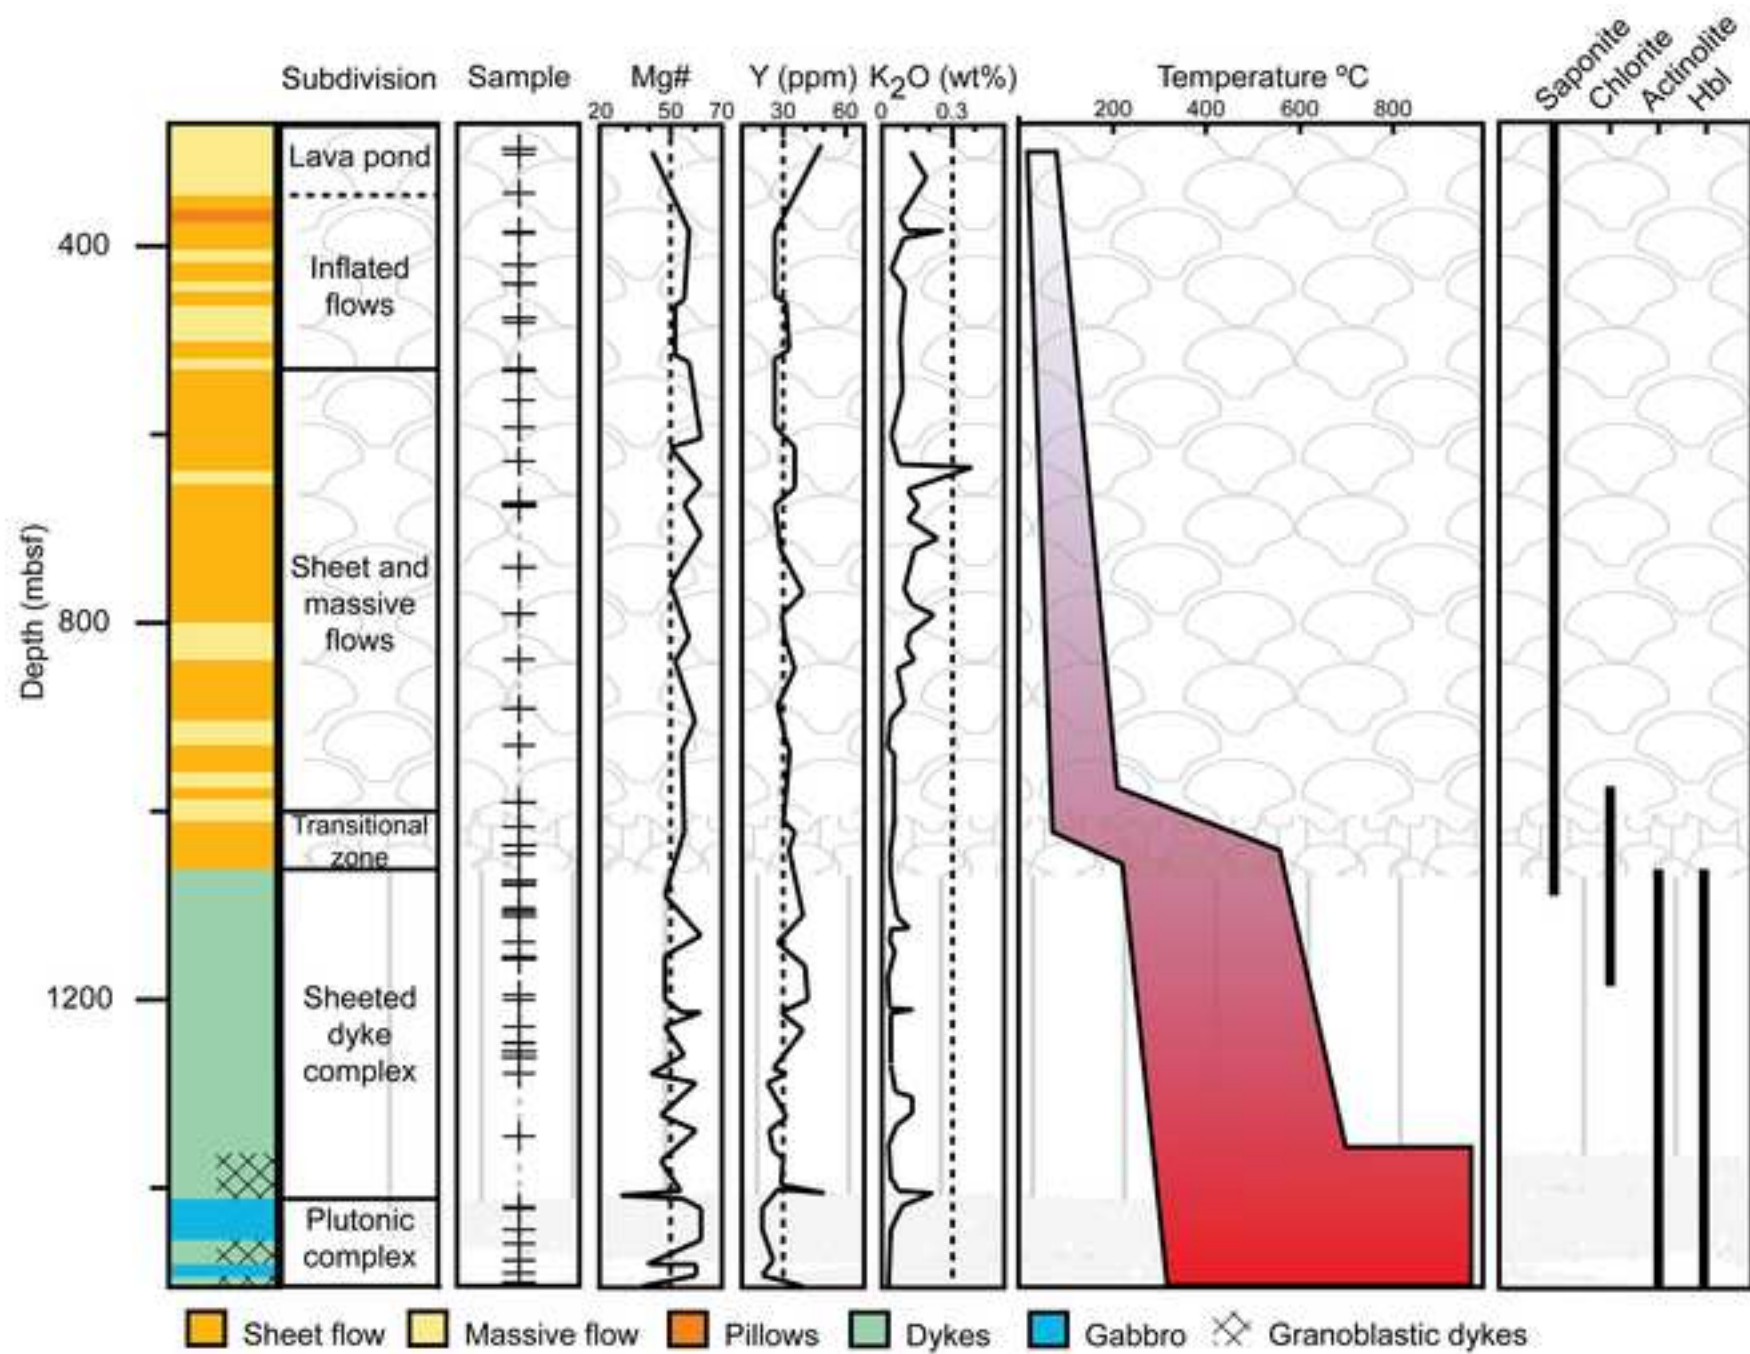 Subdivision Sample Mg# Y (ppm) K2O (wt%) Temperature ºC Saponite Chlorite Actinolite Hbl
20 50 70 30 60 0 0.3 200 400 600 800
Lava pond
400
Inflated
flows
Depth (mbsf)
Sheet and
800
massive
flows
Transitional
zone
1200
Sheeted
dyke
complex
Plutonic
complex
Sheet flow Massive flow Pillows Dykes Gabbro Granoblastic dykes